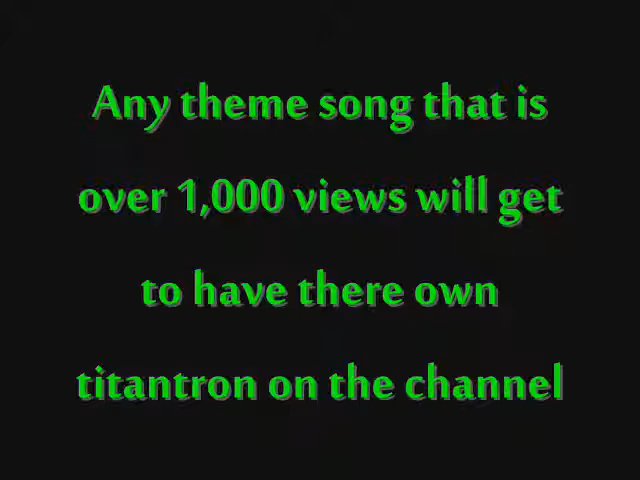 Any theme song that is
over 1,000 views will get
to have there own
titantron on the channel